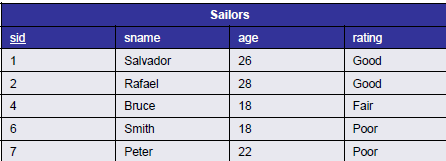 Sailors
sid sname age rating
1 Salvador 26 Good
2 Rafael 28 Good
4 Bruce 18 Fair
6 Smith 18 Poor
7 Peter 22 Poor